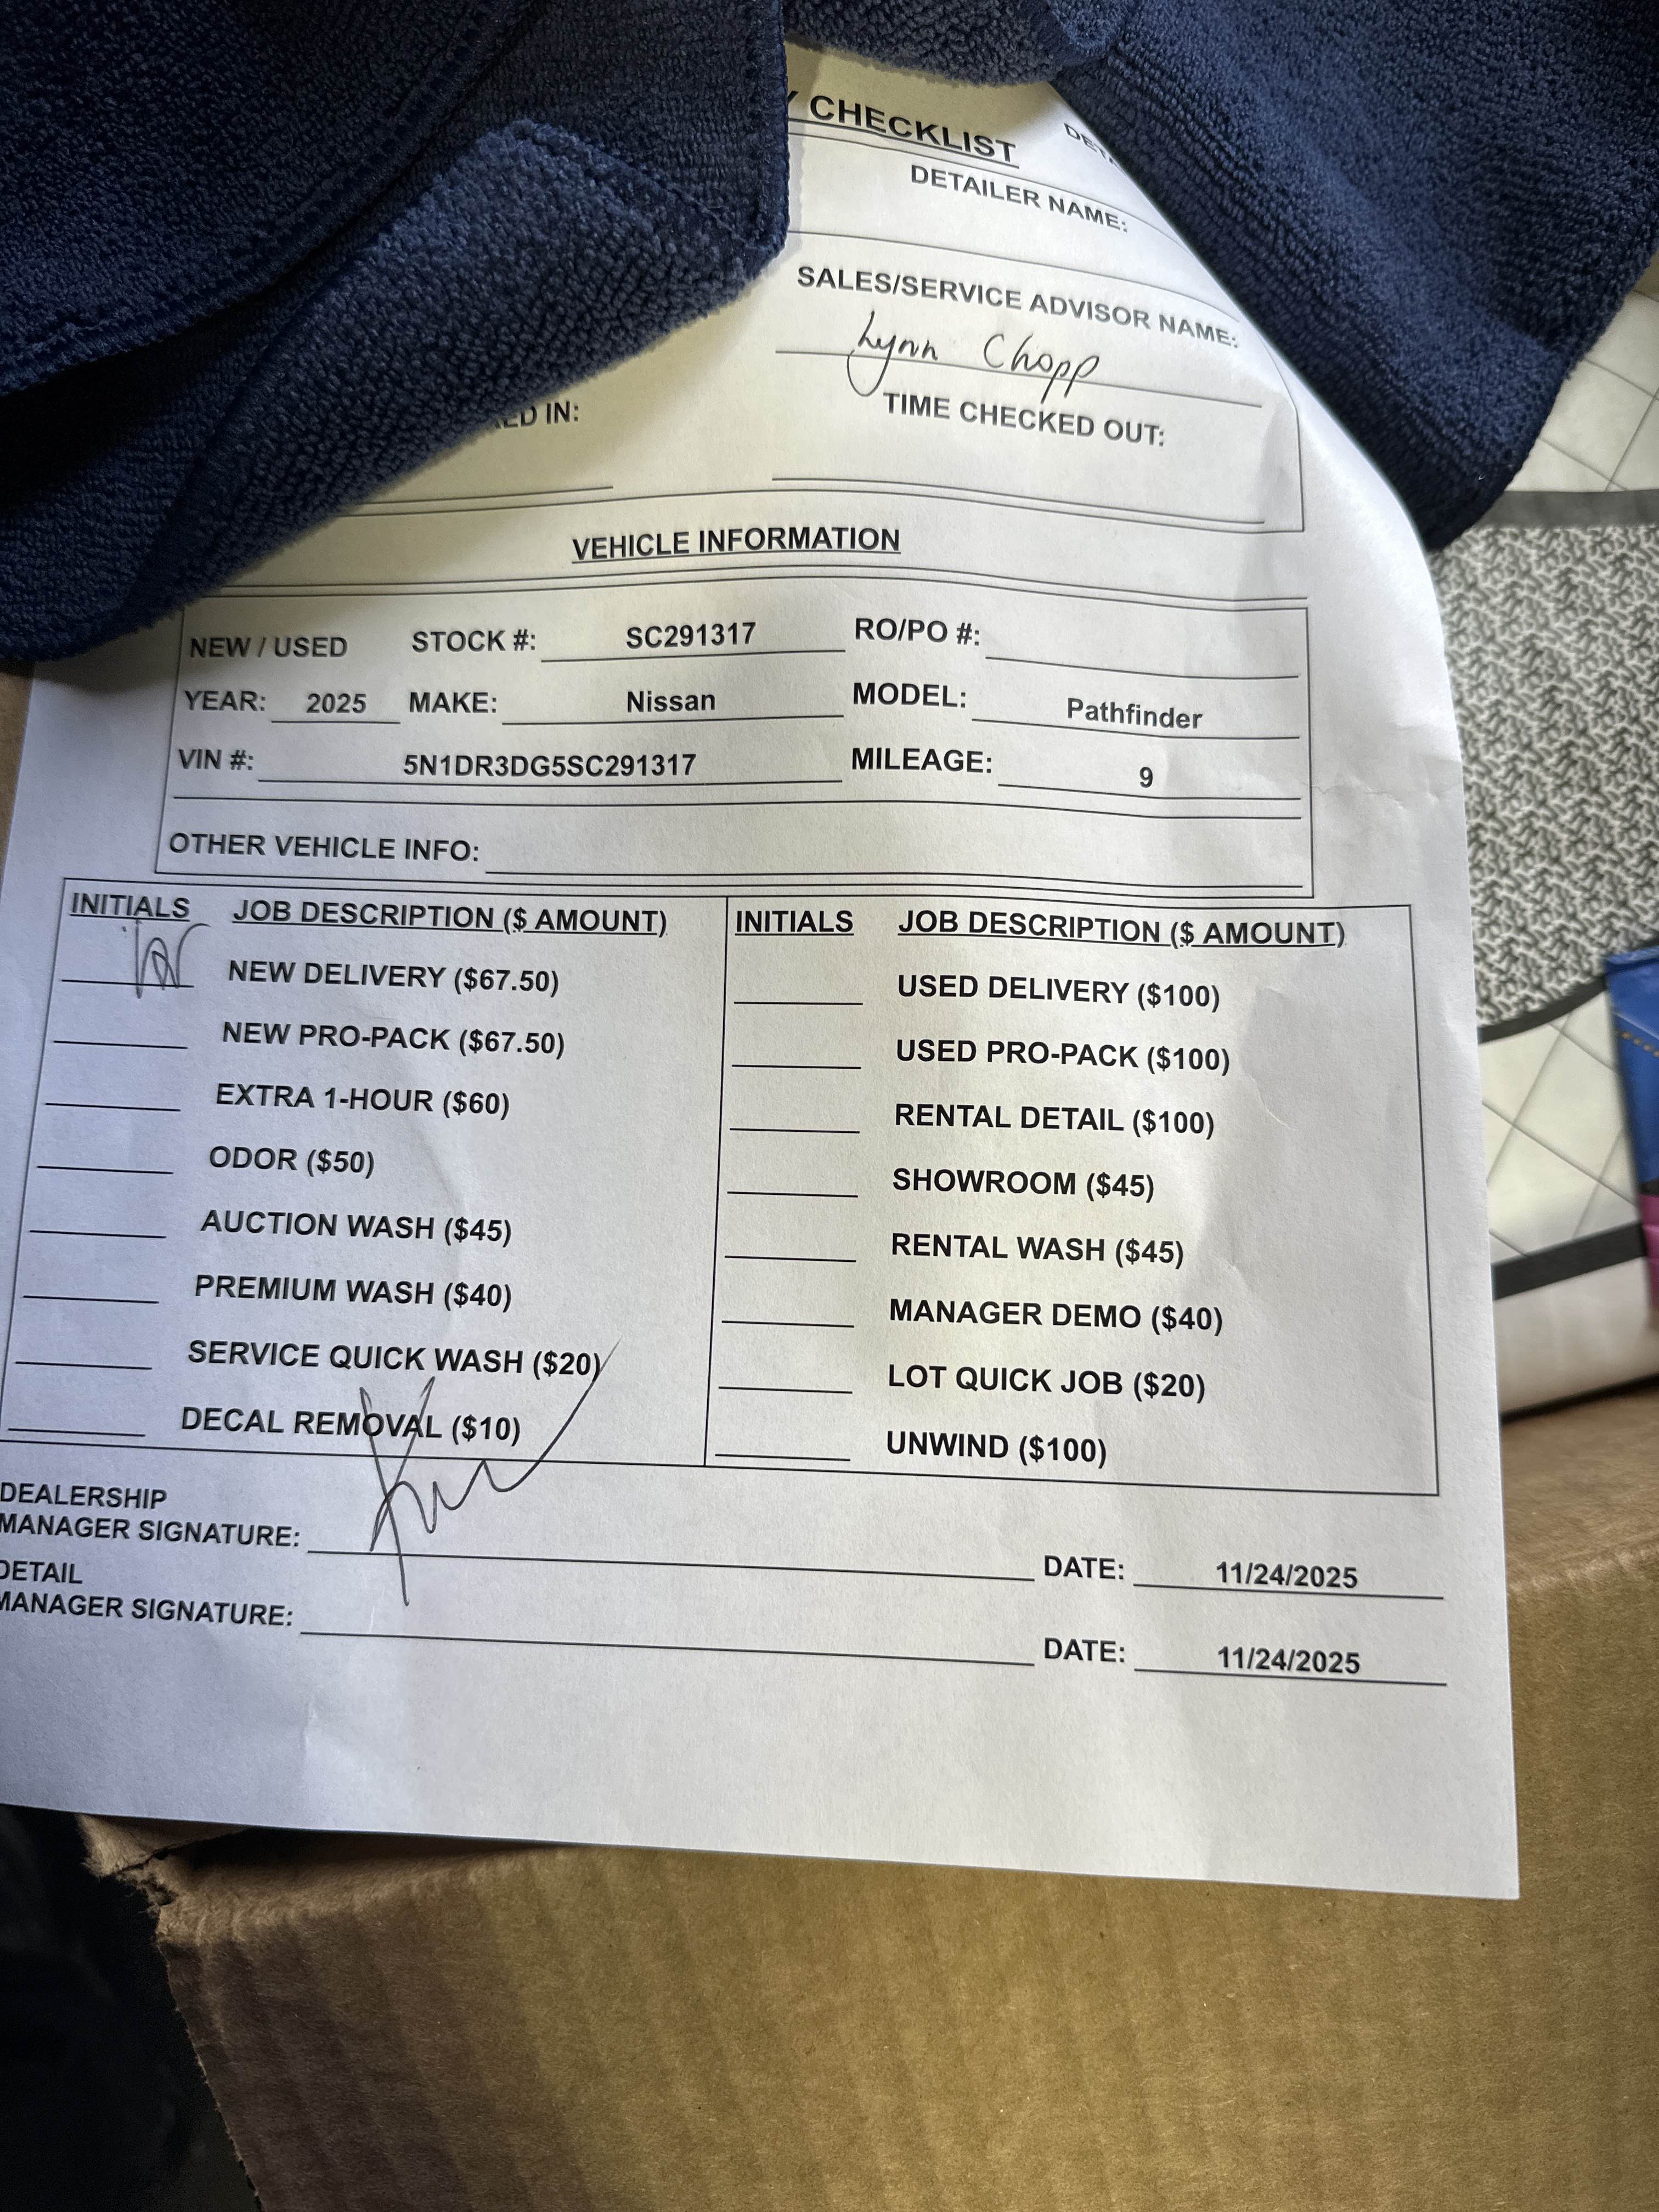 CHECKLIST
DETAILER NAME:
SALES/SERVICE ADVISOR NAME:
Lynn Chopp
IN: TIME CHECKED OUT:
VEHICLE INFORMATION
NEW / USED STOCK #: SC291317 RO/PO #:
YEAR: 2025 MAKE: Nissan MODEL: Pathfinder
VIN #: 5N1DR3DG5SC291317 MILEAGE: 9
OTHER VEHICLE INFO:
INITIALS JOB DESCRIPTION ($ AMOUNT) INITIALS JOB DESCRIPTION ($ AMOUNT)
NEW DELIVERY ($67.50) USED DELIVERY ($100)
NEW PRO-PACK ($67.50) USED PRO-PACK ($100)
EXTRA 1-HOUR ($60) RENTAL DETAIL ($100)
ODOR ($50) SHOWROOM ($45)
AUCTION WASH ($45) RENTAL WASH ($45)
PREMIUM WASH ($40) MANAGER DEMO ($40)
SERVICE QUICK WASH ($20) LOT QUICK JOB ($20)
DECAL REMOVAL ($10) UNWIND ($100)
DEALERSHIP
MANAGER SIGNATURE: DATE: 11/24/2025
DETAIL
MANAGER SIGNATURE: DATE: 11/24/2025